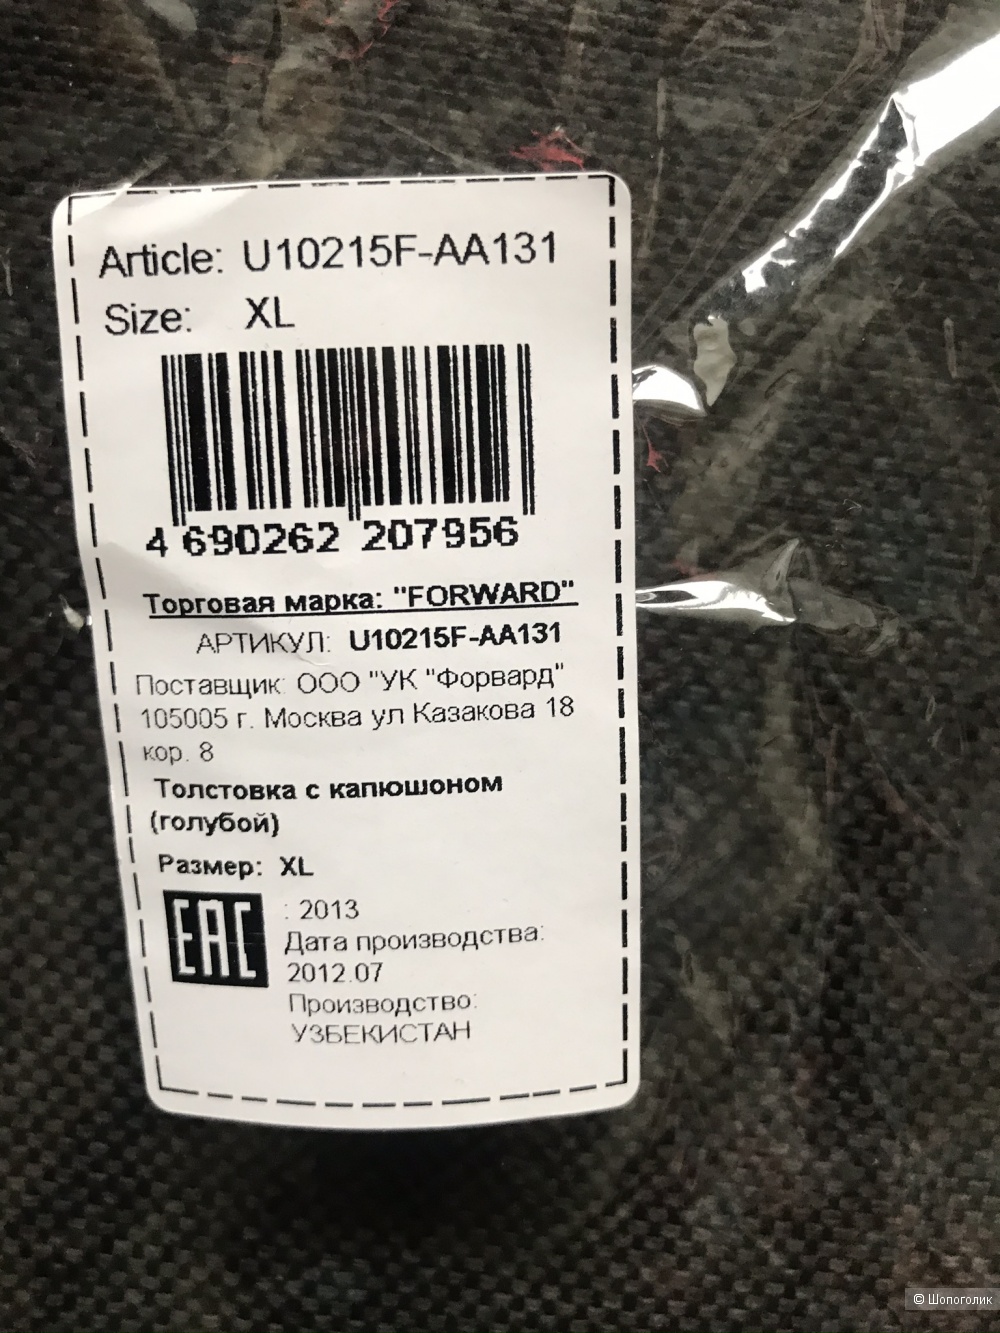 Article: U10215F-AA131
Size: XL
4 690262 207956
Торговая марка: "FORWARD"
АРТИКУЛ: U10215F-AA131
Поставщик: ООО "УК "Форвард"
105005 г. Москва ул Казакова 18
кор. 8
Толстовка с капюшоном
(голубой)
Размер: XL
EAC
: 2013
Дата производства:
2012.07
Производство:
УЗБЕКИСТАН
© Шопоголик